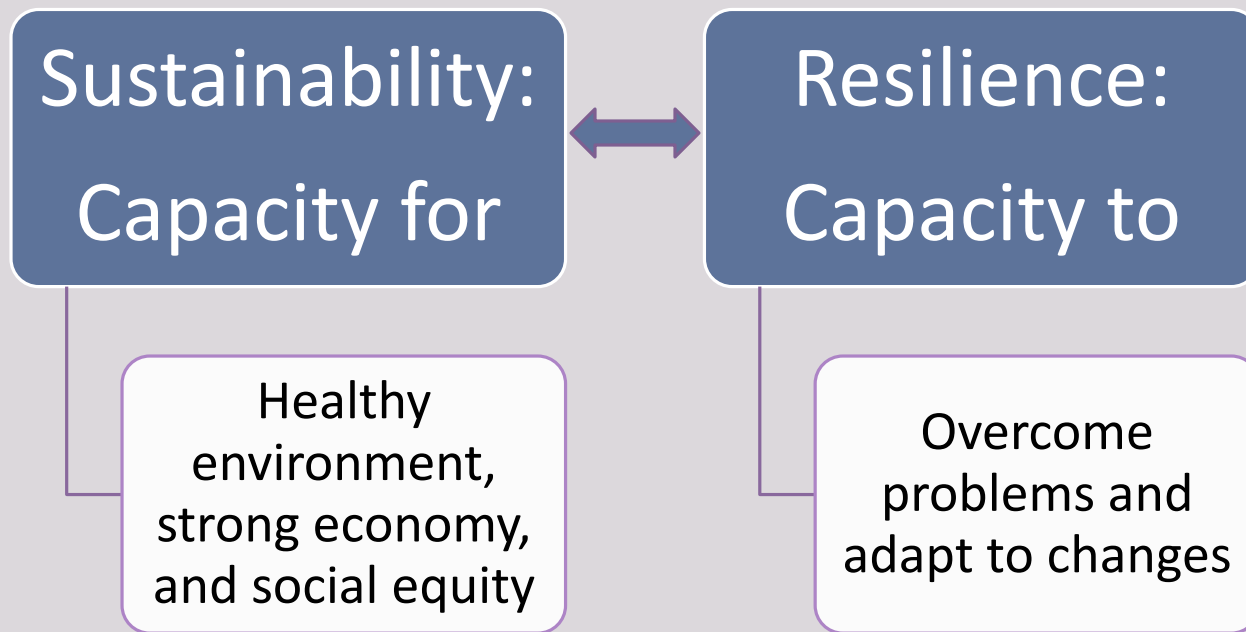 Sustainability:
Capacity for
Healthy
environment,
strong economy,
and social equity
Resilience:
Capacity to
Overcome
problems and
adapt to changes